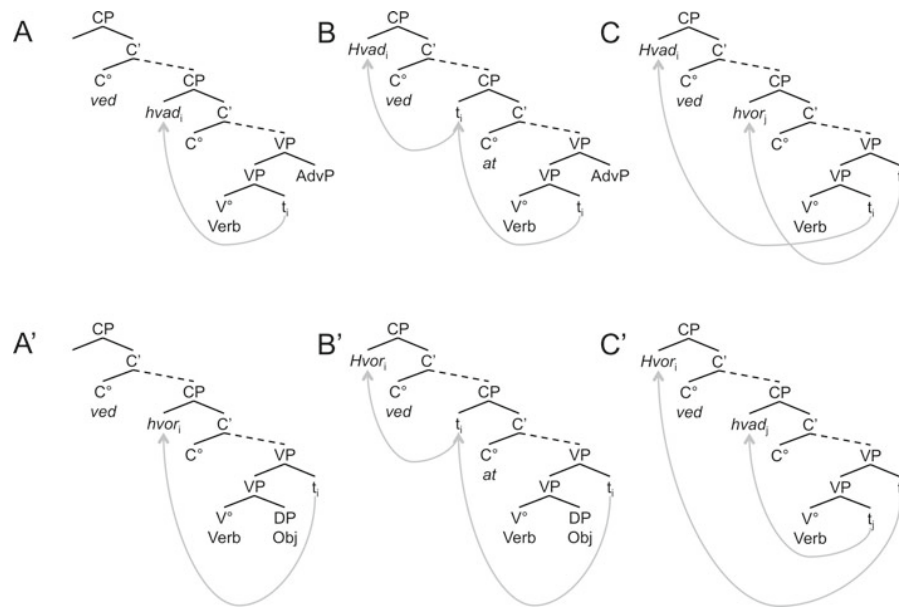 A
CP
C'
C°
ved
CP
hvadi
C'
C°
VP
VP
AdvP
V°
ti
Verb
B
CP
Hvadi
C'
C°
ved
CP
ti
C'
C°
at
VP
VP
AdvP
V°
ti
Verb
C
CP
Hvadi
C'
C°
ved
CP
hvorj
C'
C°
VP
VP
t
V°
ti
Verb
A'
CP
C'
C°
ved
CP
hvori
C'
C°
VP
VP
ti
V°
DP
Verb
Obj
B'
CP
Hvori
C'
C°
ved
CP
ti
C'
C°
at
VP
VP
ti
V°
DP
Verb
Obj
C'
CP
Hvori
C'
C°
ved
CP
hvadj
C'
C°
VP
VP
t
V°
tj
Verb